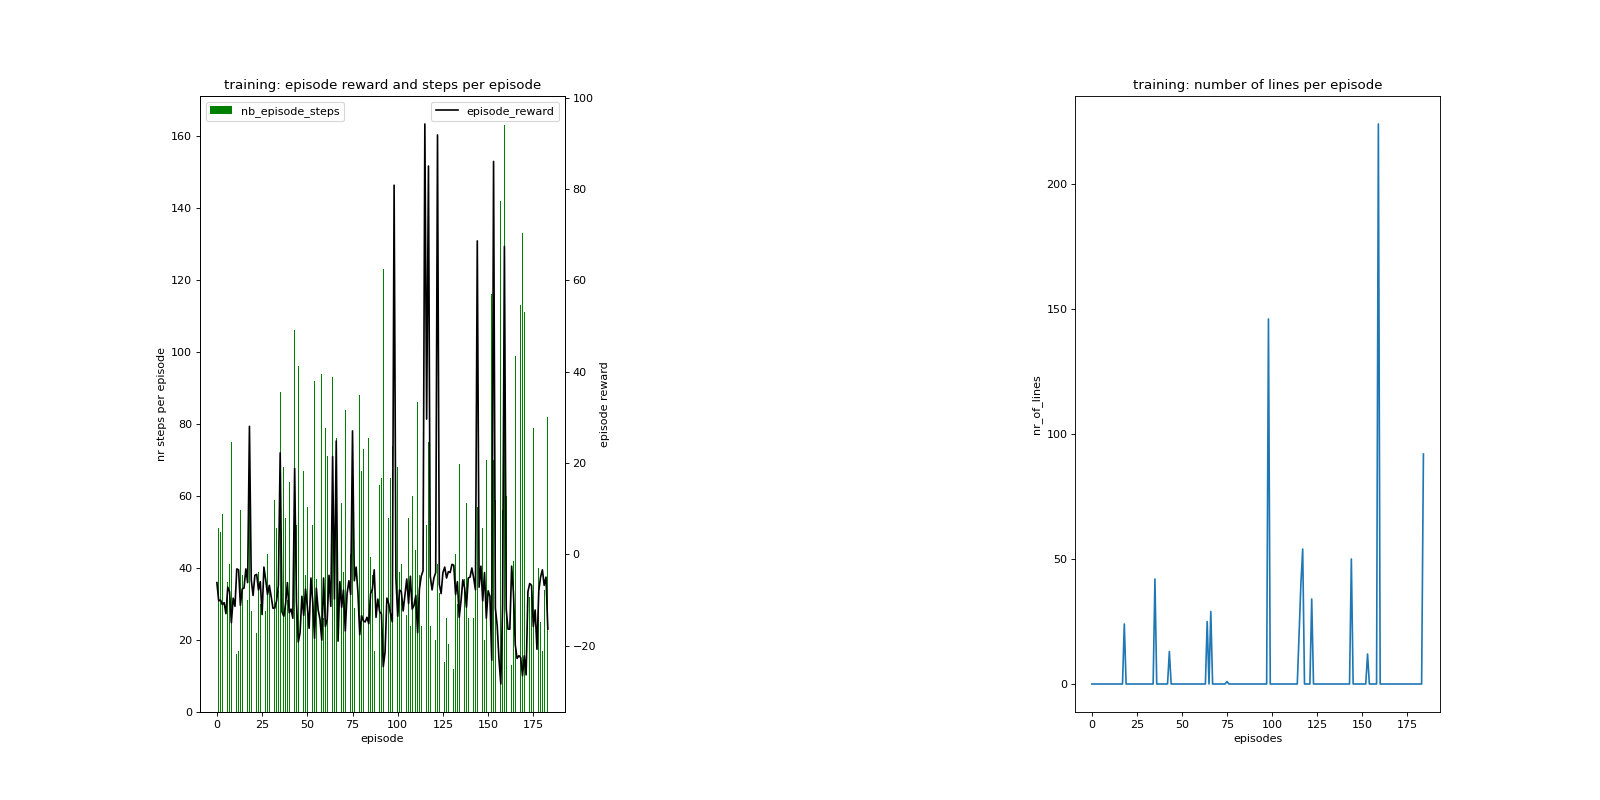 training: episode reward and steps per episode
nb_episode_steps
episode_reward
nr steps per episode
0
20
40
60
80
100
120
140
160
episode reward
−20
0
20
40
60
80
100
0 25 50 75 100 125 150 175
episode
training: number of lines per episode
nr_of_lines
0
50
100
150
200
0 25 50 75 100 125 150 175
episodes